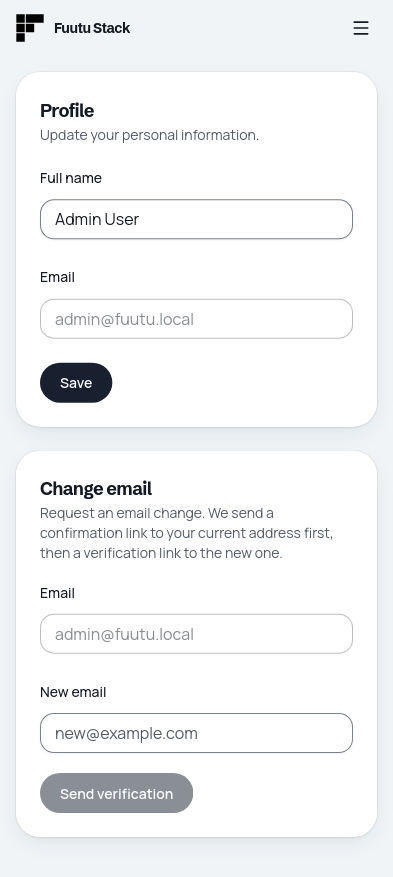 Fuutu Stack
Profile
Update your personal information.
Full name
Admin User
Email
admin@fuutu.local
Save
Change email
Request an email change. We send a
confirmation link to your current address first,
then a verification link to the new one.
Email
admin@fuutu.local
New email
new@example.com
Send verification